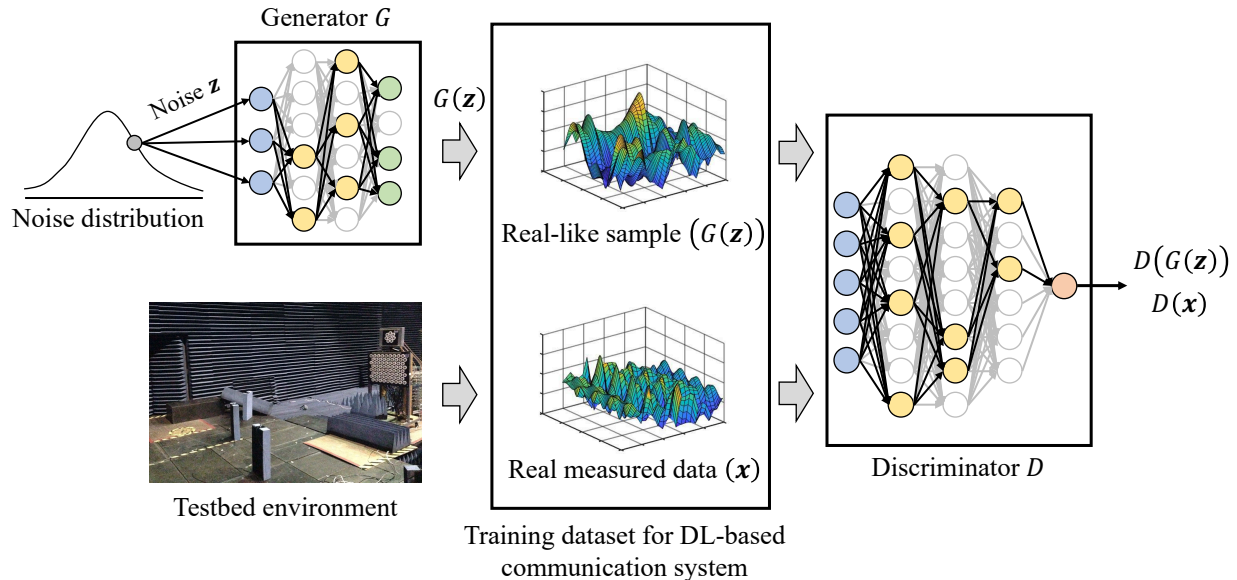 Generator G
Noise z
G(z)
Noise distribution
Real-like sample (G(z))
D(G(z))
D(x)
Real measured data (x)
Discriminator D
Testbed environment
Training dataset for DL-based
communication system